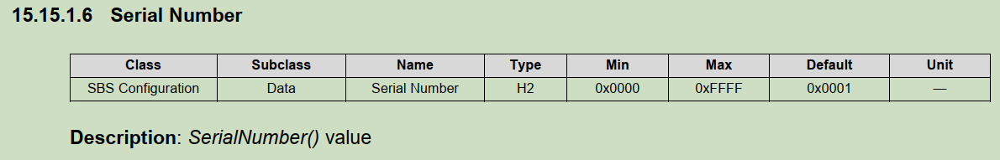 15.15.1.6 Serial Number
Class Subclass Name Type Min Max Default Unit
SBS Configuration Data Serial Number H2 0x0000 0xFFFF 0x0001 —
Description: SerialNumber() value